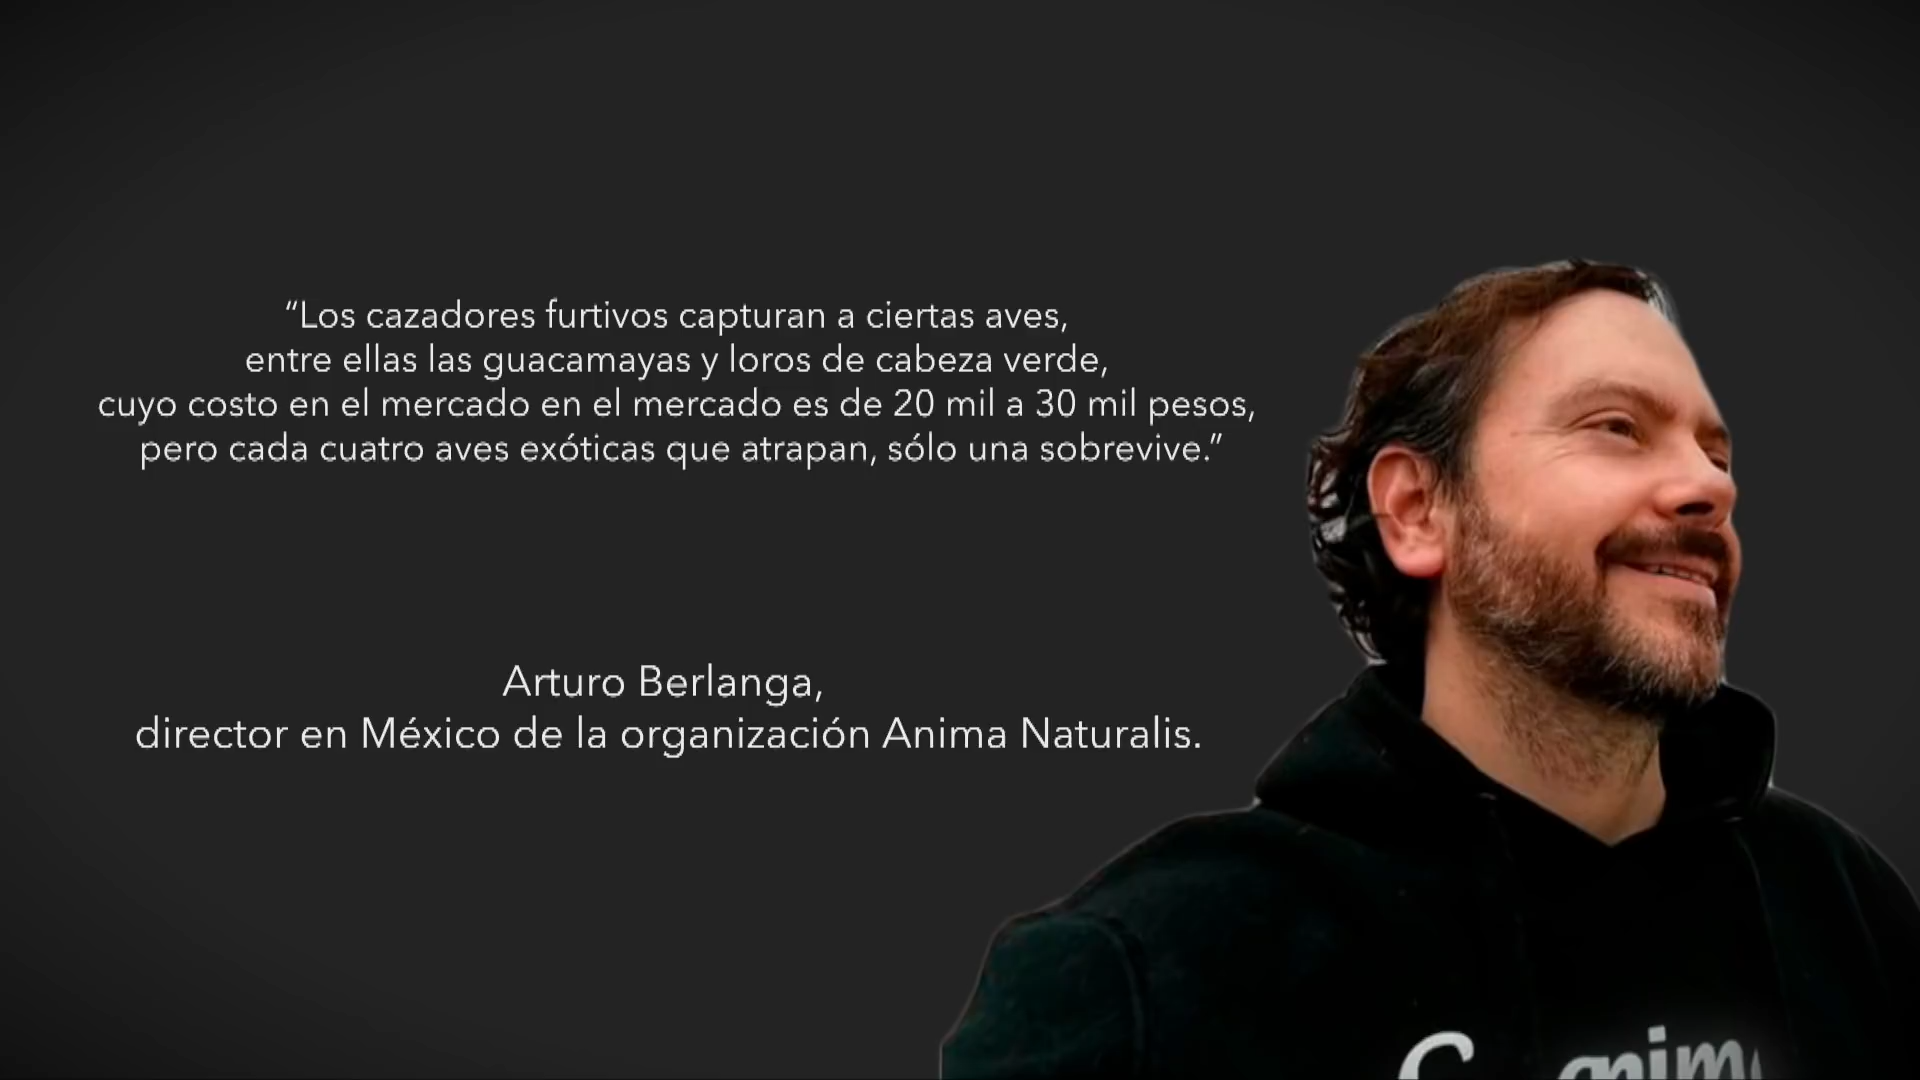 “Los cazadores furtivos capturan a ciertas aves,
entre ellas las guacamayas y loros de cabeza verde,
cuyo costo en el mercado en el mercado es de 20 mil a 30 mil pesos,
pero cada cuatro aves exóticas que atrapan, sólo una sobrevive.”
Arturo Berlanga,
director en México de la organización Anima Naturalis.